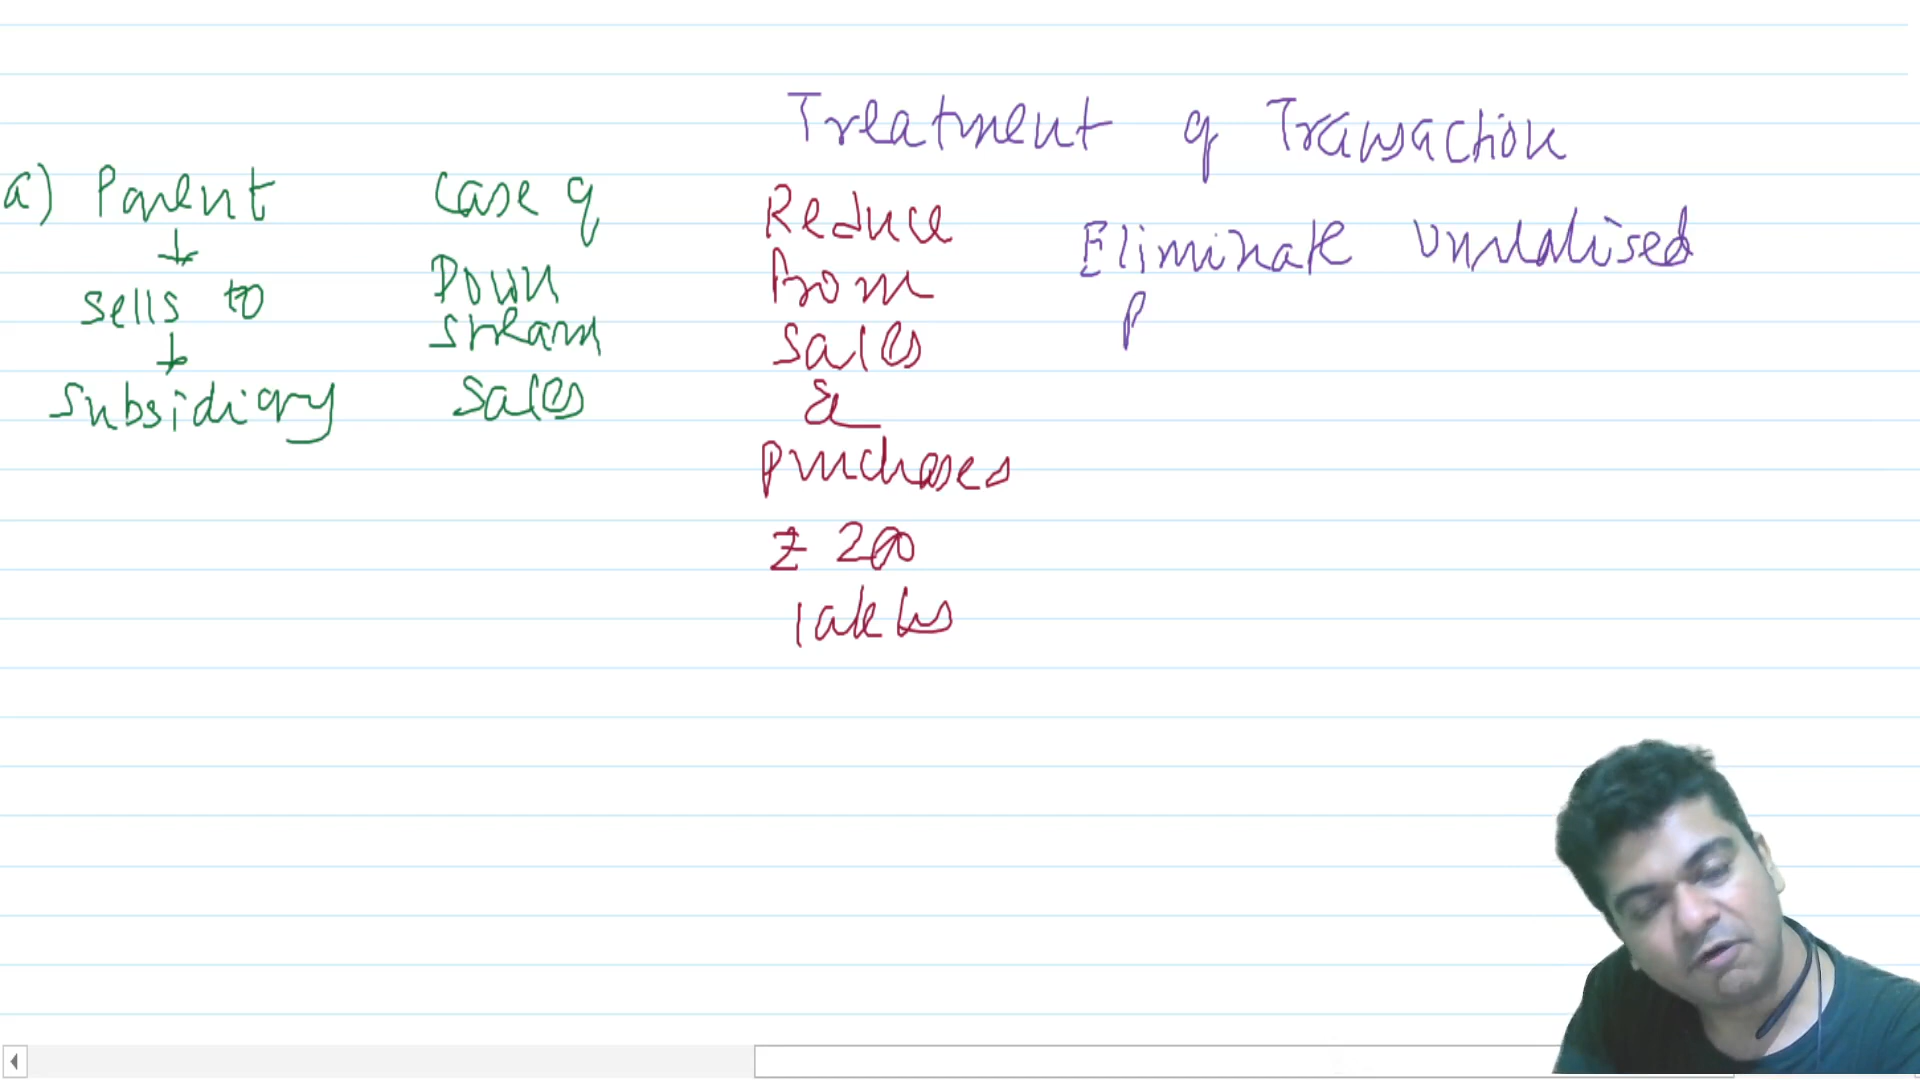 Treatment of Transaction
a) Parent
↓
sells to
↓
Subsidiary
Case of
Down
stream
Sales
Reduce
from
Sales
&
purchases
₹ 200
lakhs
Eliminate unrealised
P